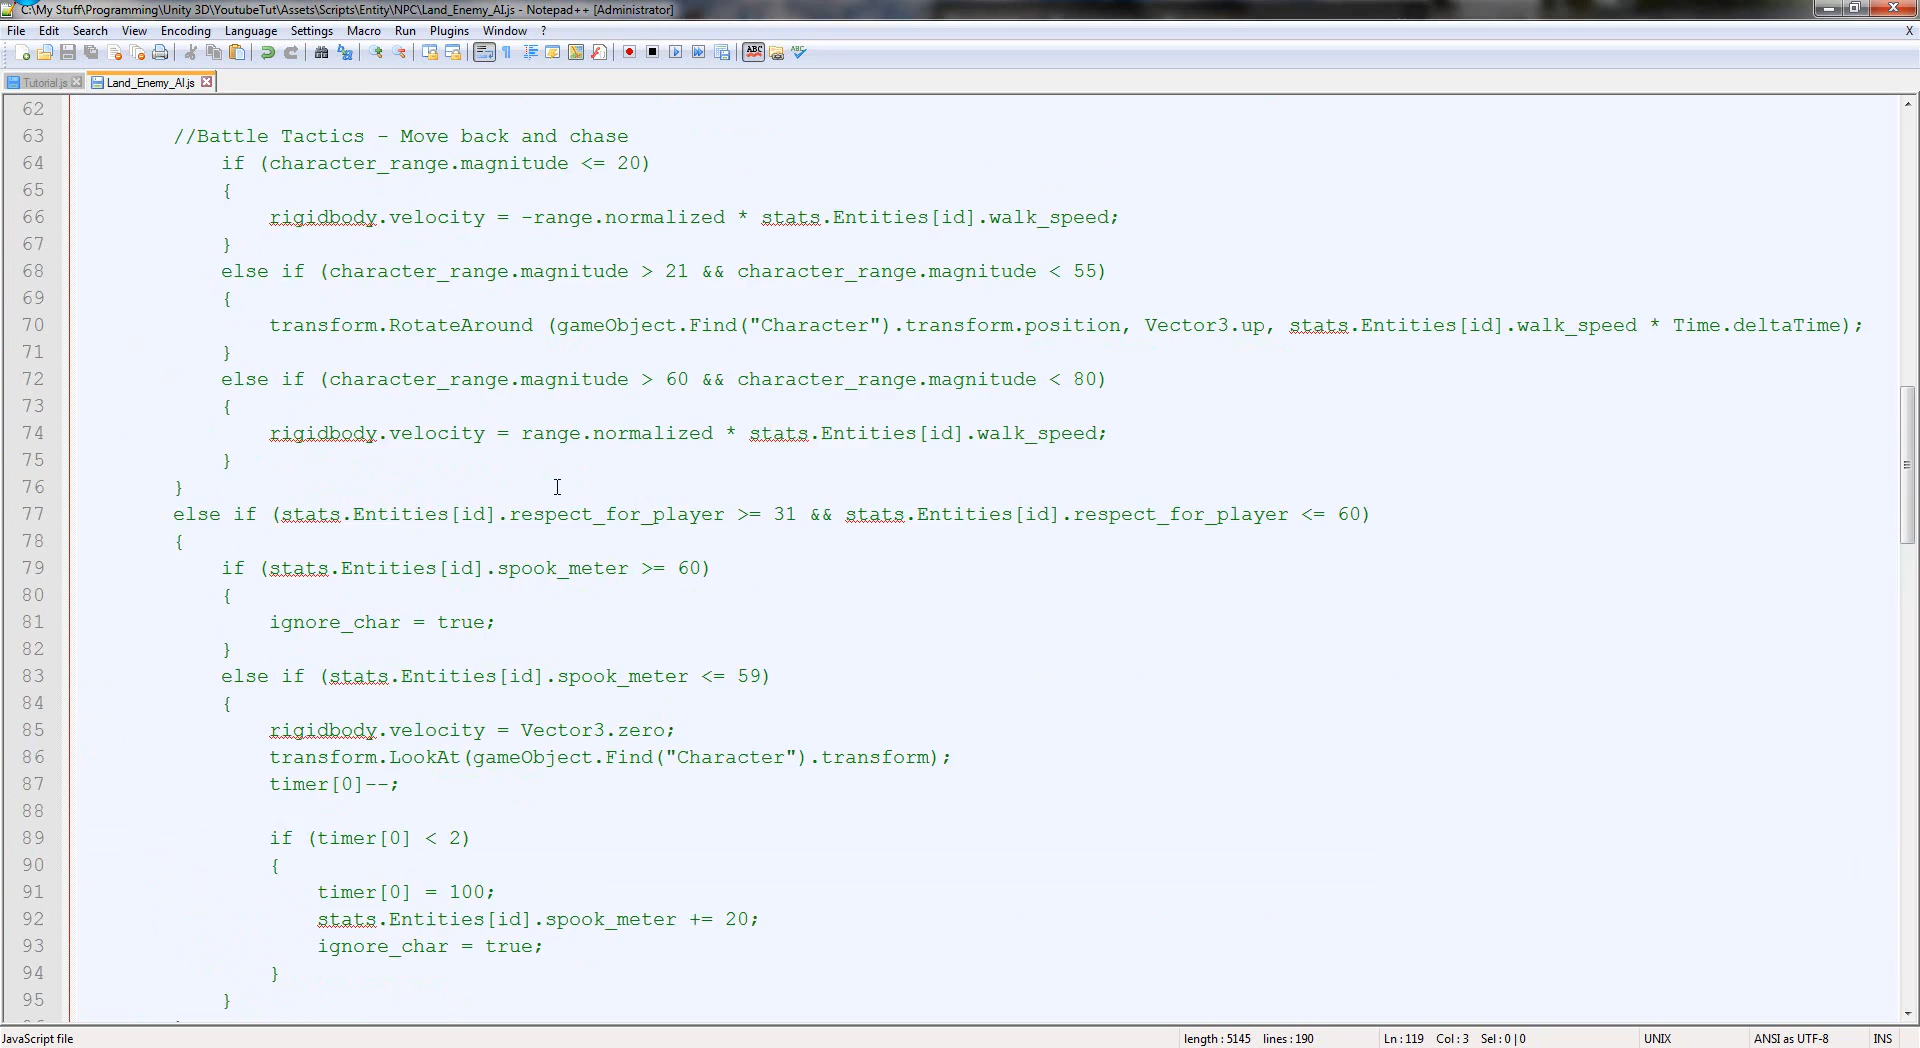 C:\My Stuff\Programming\Unity 3D\YoutubeTut\Assets\Scripts\Entity\NPC\Land_Enemy_AI.js - Notepad++ [Administrator]
File Edit Search View Encoding Language Settings Macro Run Plugins Window ? X
ABC ABC
Tutorial.js Land_Enemy_AI.js
62
63 //Battle Tactics - Move back and chase
64 if (character_range.magnitude <= 20)
65 {
66 rigidbody.velocity = -range.normalized * stats.Entities[id].walk_speed;
67 }
68 else if (character_range.magnitude > 21 && character_range.magnitude < 55)
69 {
70 transform.RotateAround (gameObject.Find("Character").transform.position, Vector3.up, stats.Entities[id].walk_speed * Time.deltaTime);
71 }
72 else if (character_range.magnitude > 60 && character_range.magnitude < 80)
73 {
74 rigidbody.velocity = range.normalized * stats.Entities[id].walk_speed;
75 }
76 }
77 else if (stats.Entities[id].respect_for_player >= 31 && stats.Entities[id].respect_for_player <= 60)
78 {
79 if (stats.Entities[id].spook_meter >= 60)
80 {
81 ignore_char = true;
82 }
83 else if (stats.Entities[id].spook_meter <= 59)
84 {
85 rigidbody.velocity = Vector3.zero;
86 transform.LookAt(gameObject.Find("Character").transform);
87 timer[0]--;
88
89 if (timer[0] < 2)
90 {
91 timer[0] = 100;
92 stats.Entities[id].spook_meter += 20;
93 ignore_char = true;
94 }
95 }
JavaScript file length : 5145 lines : 190 Ln : 119 Col : 3 Sel : 0 | 0 UNIX ANSI as UTF-8 INS